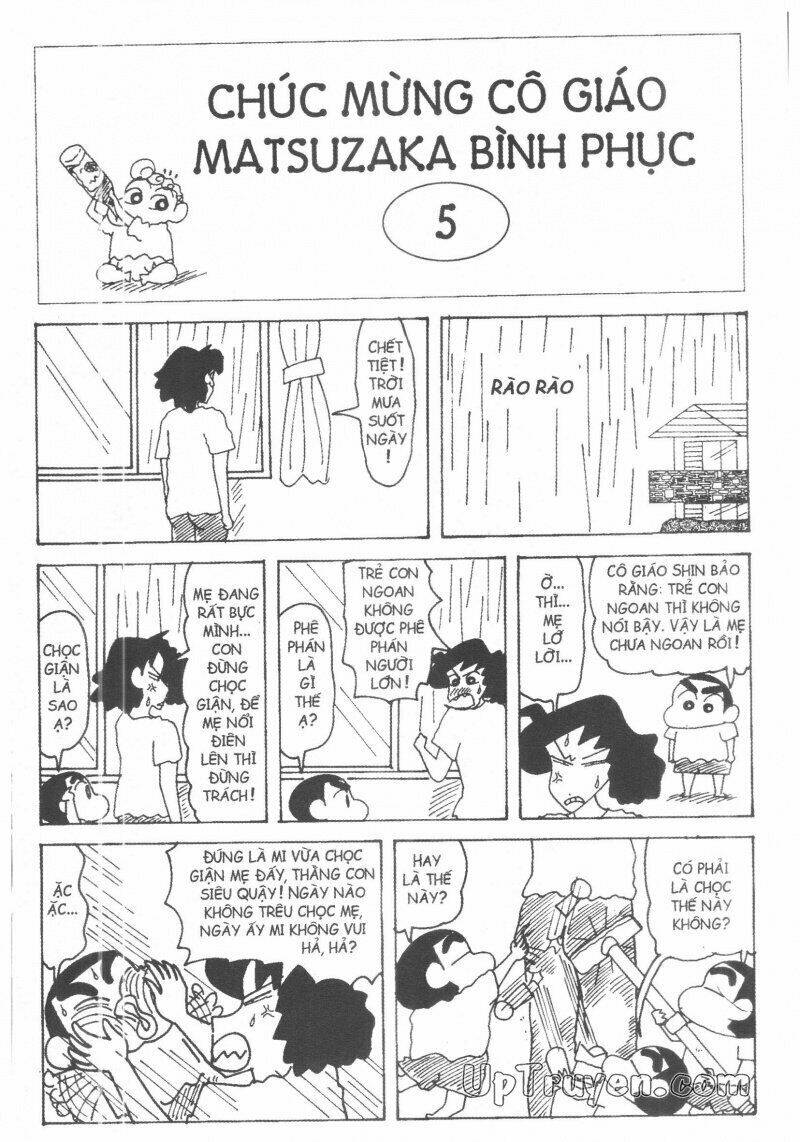 CHÚC MỪNG CÔ GIÁO
MATSUZAKA BÌNH PHỤC
5
RÀO RÀO
CHẾT
TIỆT!
TRỜI
MƯA
SUỐT
NGÀY
!
CÔ GIÁO SHIN BẢO
RẰNG: TRẺ CON
NGOAN THÌ KHÔNG
NÓI BẬY. VẬY LÀ MẸ
CHƯA NGOAN RỒI!
Ờ...
THÌ...
MẸ
LỠ
LỜI...
TRẺ CON
NGOAN
KHÔNG
ĐƯỢC PHÊ
PHÁN
NGƯỜI
LỚN!
PHÊ
PHÁN
LÀ
GÌ
THẾ
Ạ?
MẸ ĐANG
RẤT BỰC
MÌNH...
CON
ĐỪNG
CHỌC
GIẬN, ĐỂ
MẸ NỔI
ĐIÊN
LÊN THÌ
ĐỪNG
TRÁCH!
CHỌC
GIẬN
LÀ
SAO
Ạ?
CÓ PHẢI
LÀ CHỌC
THẾ NÀY
KHÔNG?
HAY
LÀ THẾ
NÀY?
ĐÚNG LÀ MI VỪA CHỌC
GIẬN MẸ ĐẤY, THẰNG CON
SIÊU QUẬY! NGÀY NÀO
KHÔNG TRÊU CHỌC MẸ,
NGÀY ẤY MI KHÔNG VUI
HẢ, HẢ?
ẶC
ẶC...
UpTruyen.com